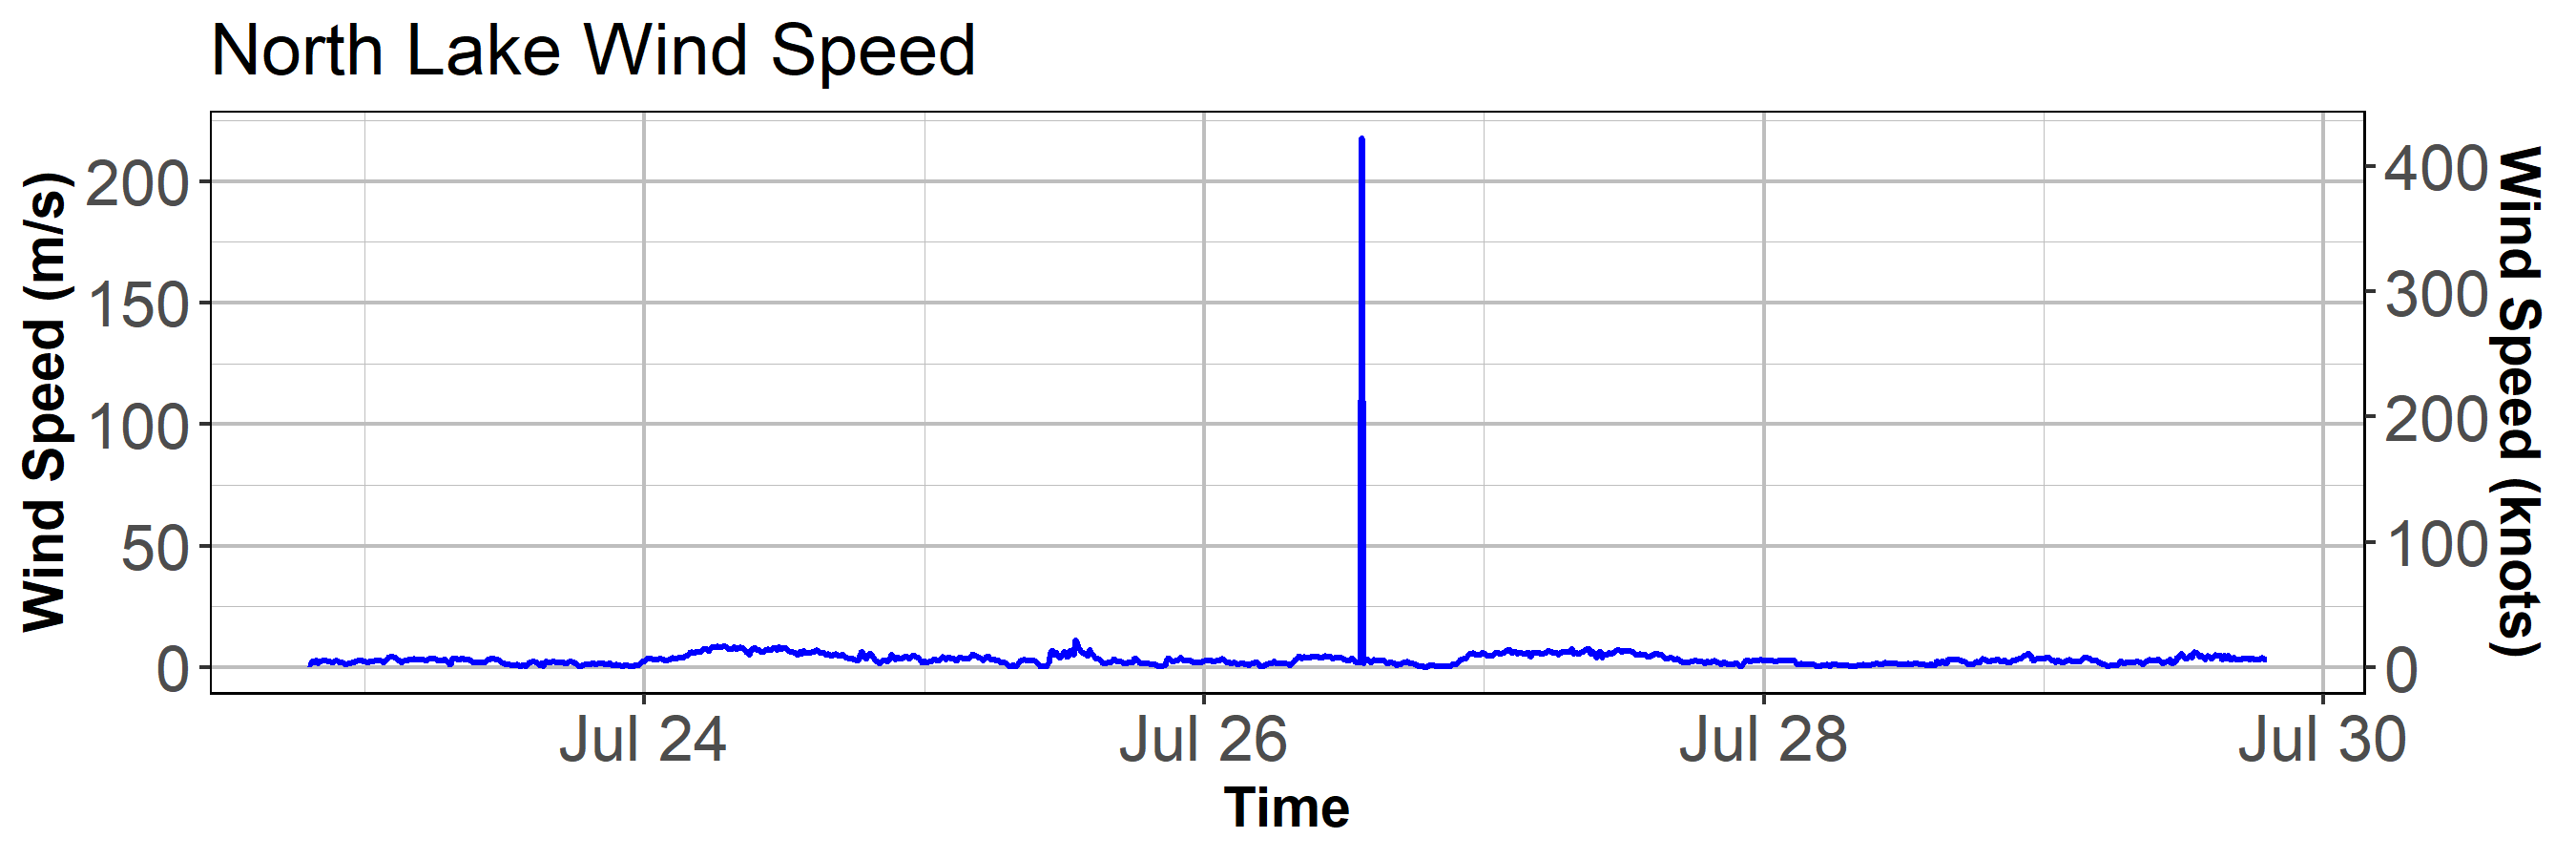 North Lake Wind Speed
Wind Speed (m/s)
200
150
100
50
0
400
300
200
100
0
Wind Speed (knots)
Jul 24 Jul 26 Jul 28 Jul 30
Time